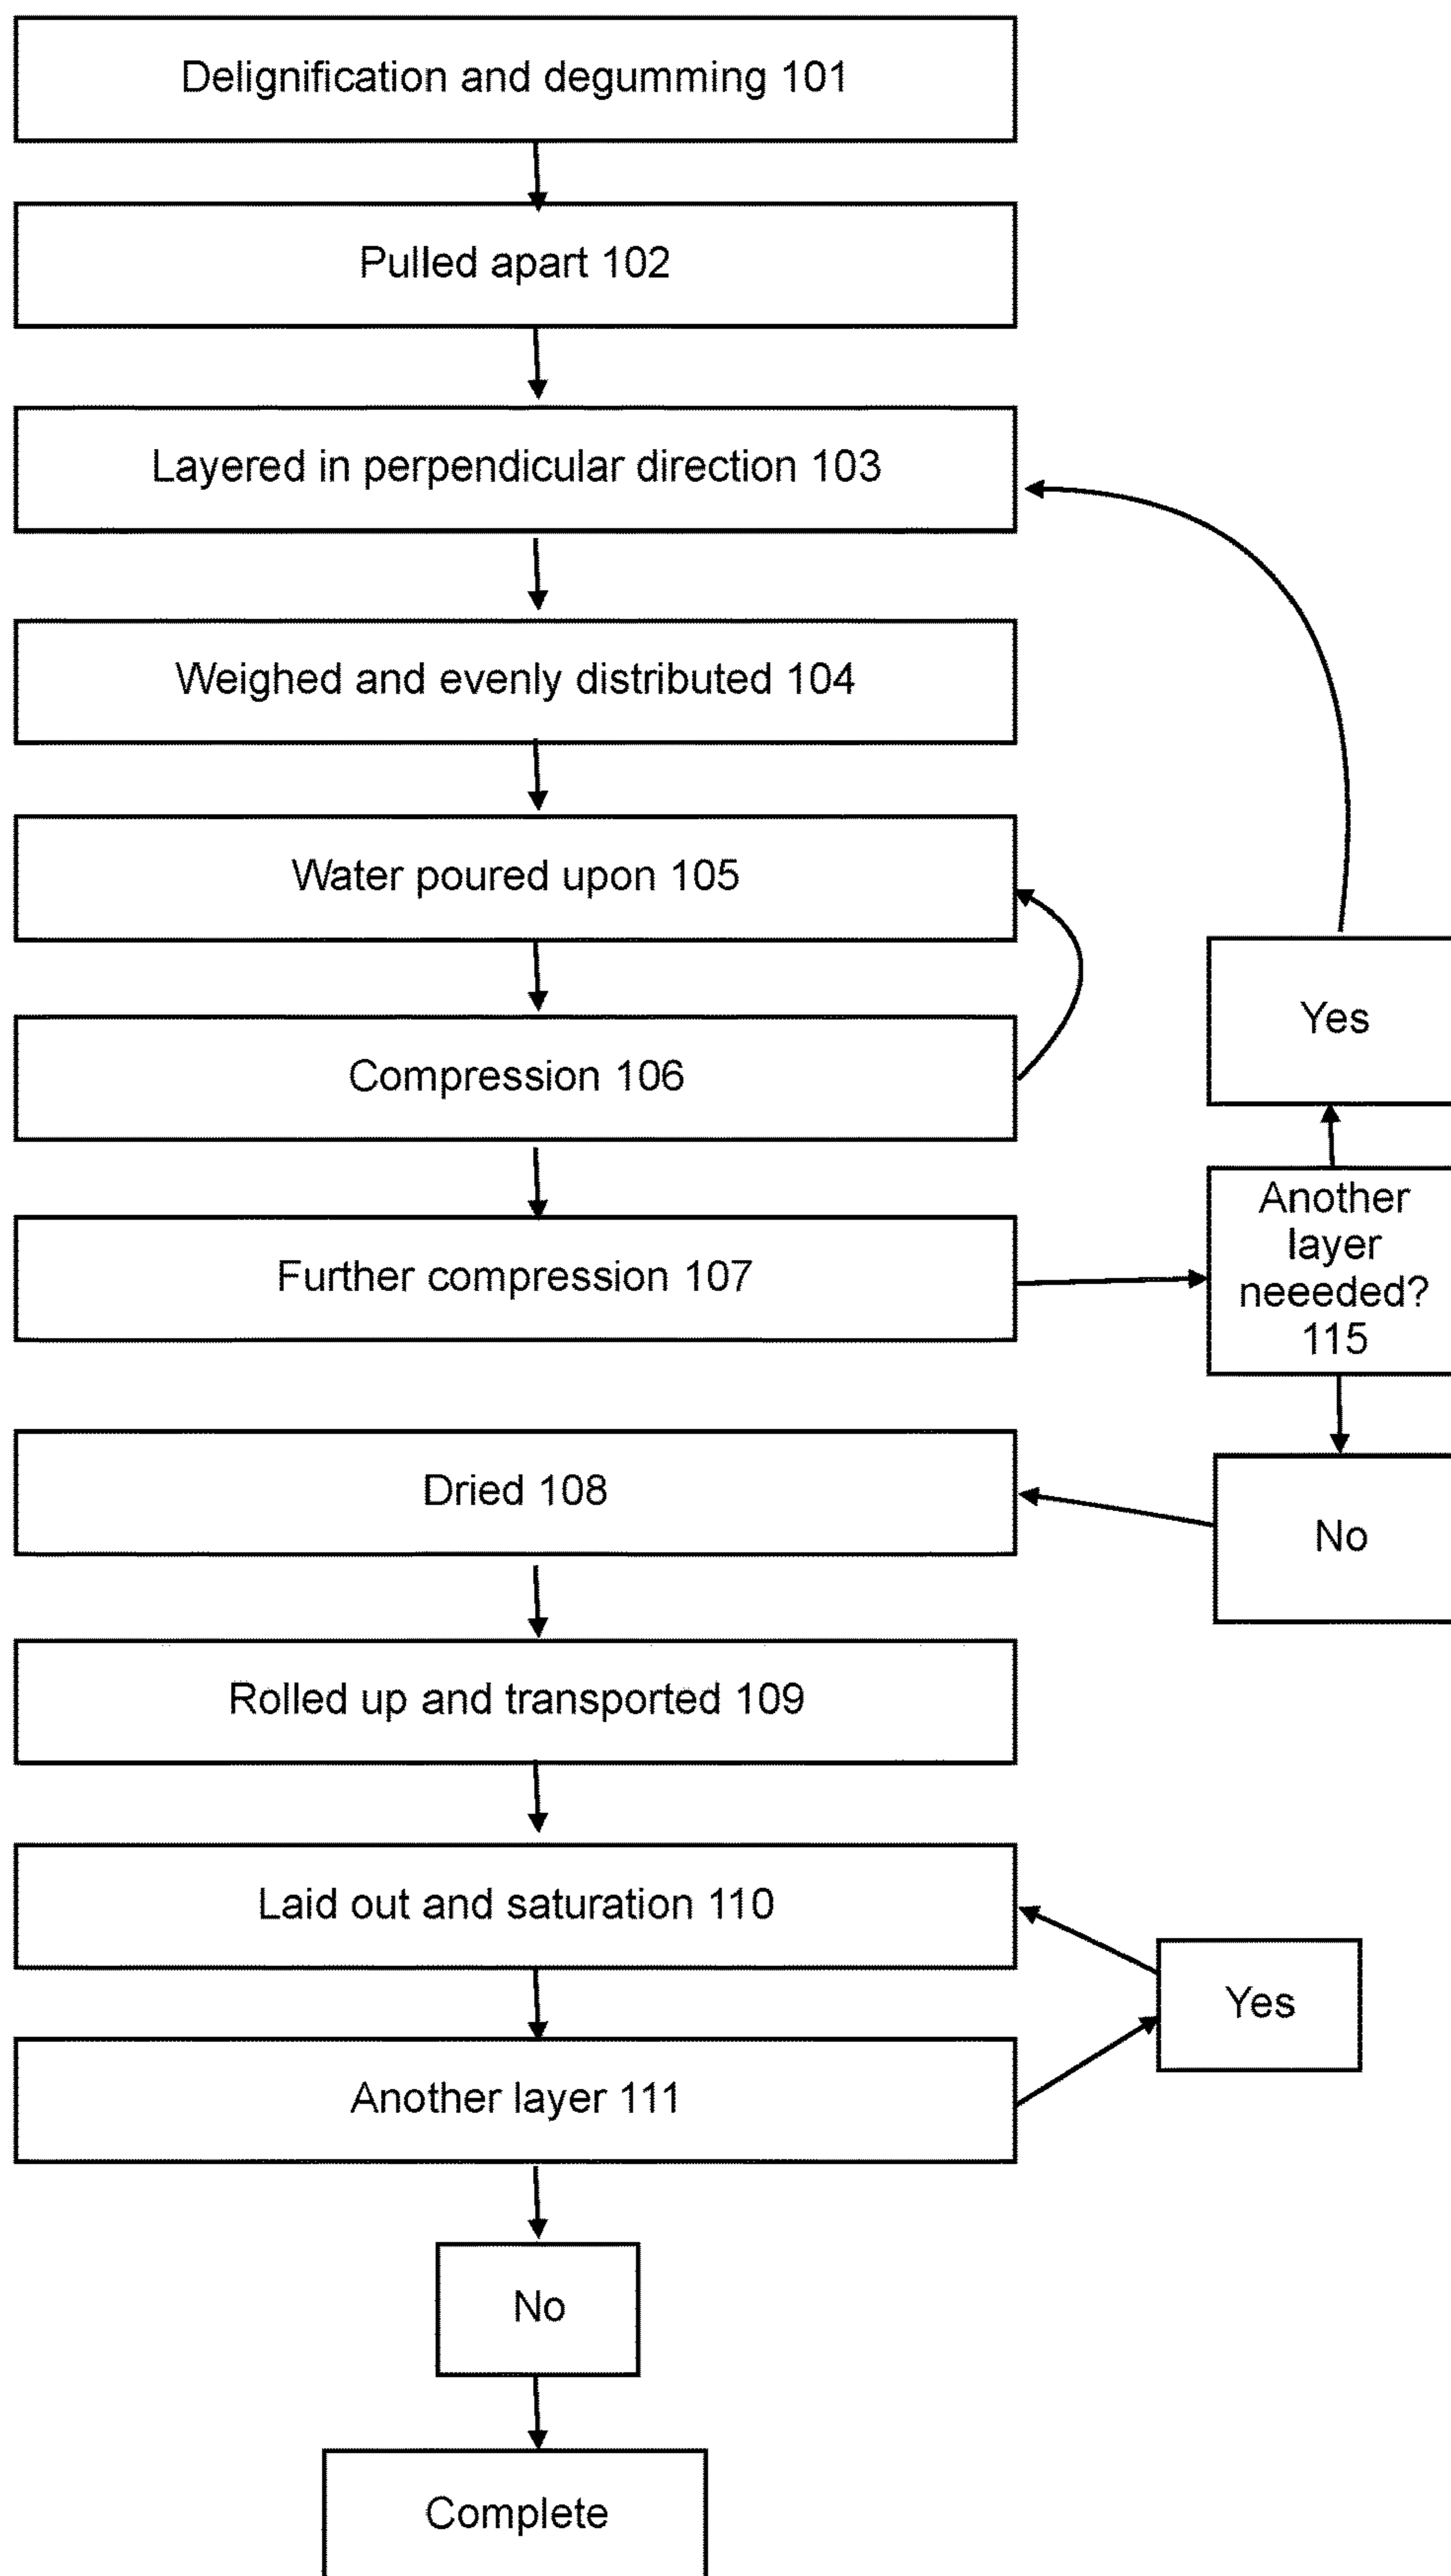 Delignification and degumming 101
Pulled apart 102
Layered in perpendicular direction 103
Weighed and evenly distributed 104
Water poured upon 105
Yes
Compression 106
Another
layer
neeeded?
115
Further compression 107
Dried 108
No
Rolled up and transported 109
Laid out and saturation 110
Yes
Another layer 111
No
Complete